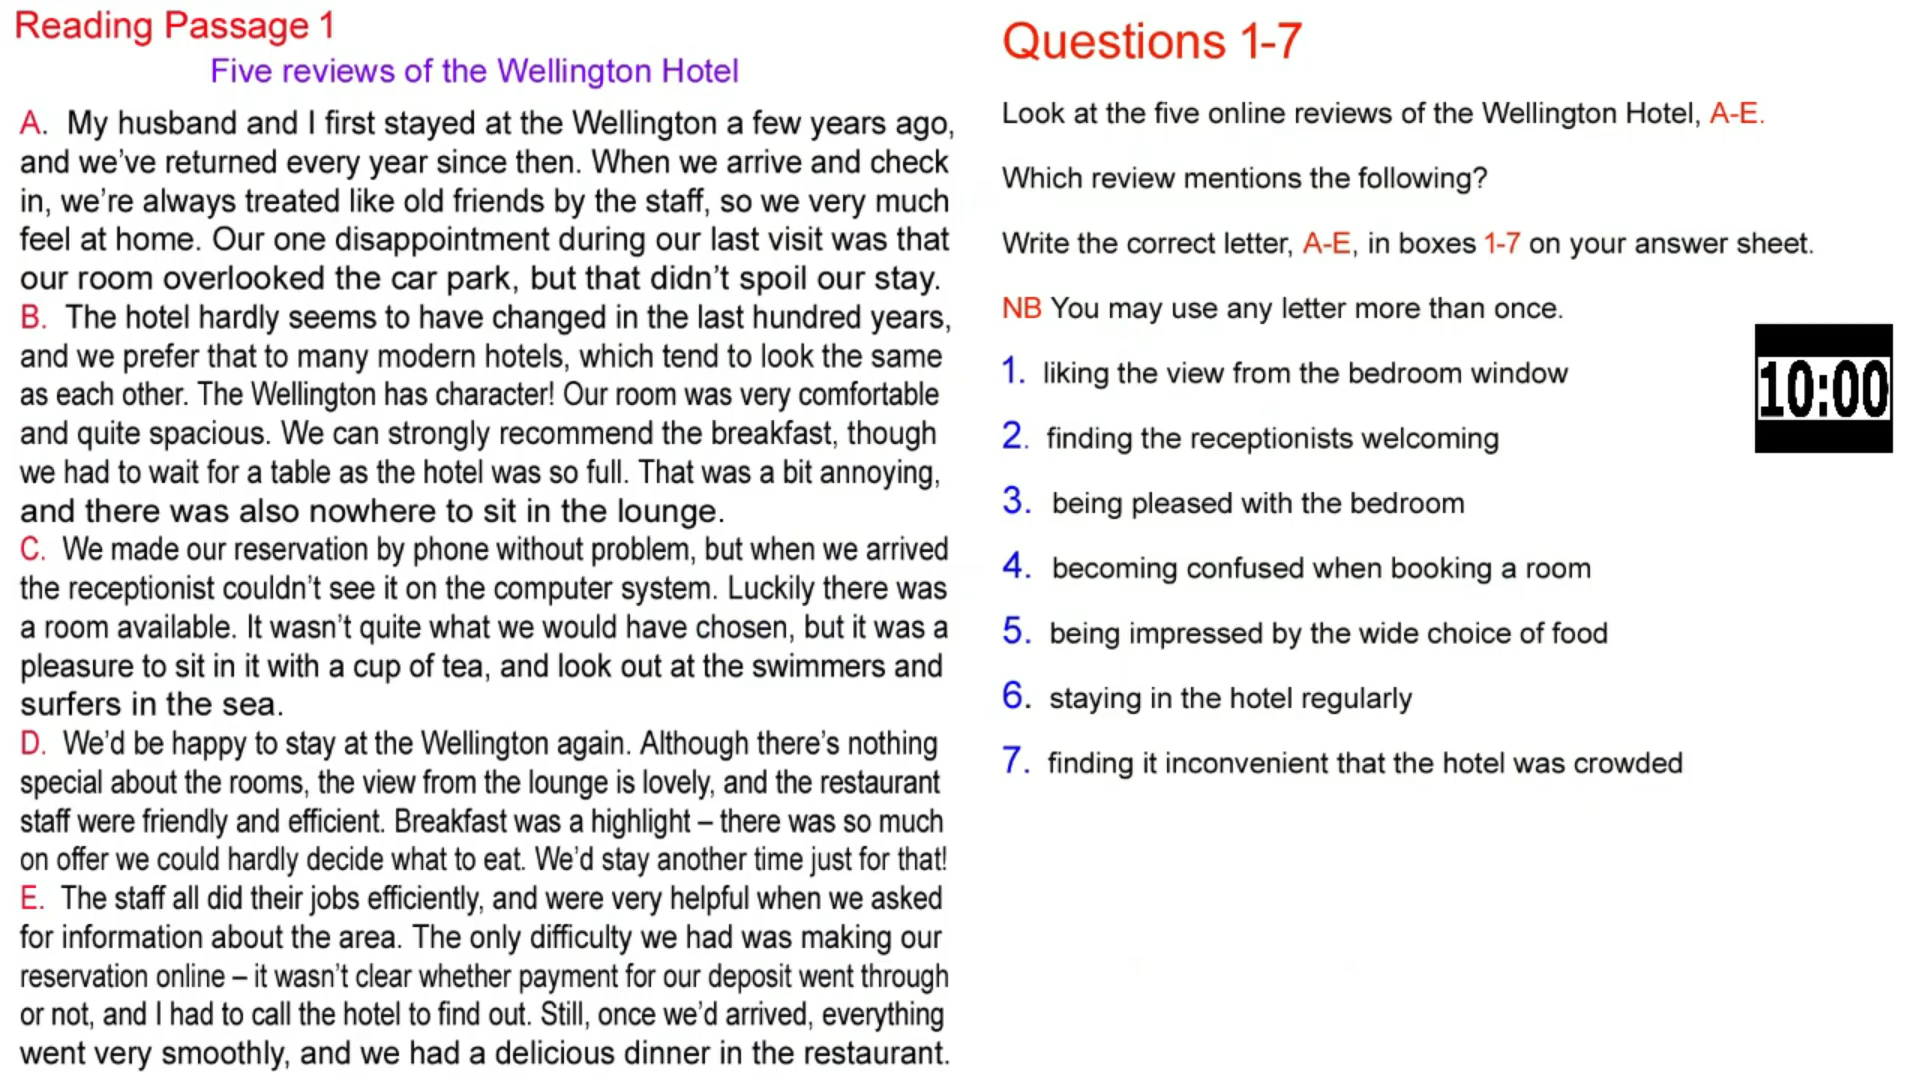 Reading Passage 1
Five reviews of the Wellington Hotel
A. My husband and I first stayed at the Wellington a few years ago,
and we've returned every year since then. When we arrive and check
in, we're always treated like old friends by the staff, so we very much
feel at home. Our one disappointment during our last visit was that
our room overlooked the car park, but that didn't spoil our stay.
B. The hotel hardly seems to have changed in the last hundred years,
and we prefer that to many modern hotels, which tend to look the same
as each other. The Wellington has character! Our room was very comfortable
and quite spacious. We can strongly recommend the breakfast, though
we had to wait for a table as the hotel was so full. That was a bit annoying,
and there was also nowhere to sit in the lounge.
C. We made our reservation by phone without problem, but when we arrived
the receptionist couldn't see it on the computer system. Luckily there was
a room available. It wasn't quite what we would have chosen, but it was a
pleasure to sit in it with a cup of tea, and look out at the swimmers and
surfers in the sea.
D. We'd be happy to stay at the Wellington again. Although there's nothing
special about the rooms, the view from the lounge is lovely, and the restaurant
staff were friendly and efficient. Breakfast was a highlight – there was so much
on offer we could hardly decide what to eat. We'd stay another time just for that!
E. The staff all did their jobs efficiently, and were very helpful when we asked
for information about the area. The only difficulty we had was making our
reservation online – it wasn't clear whether payment for our deposit went through
or not, and I had to call the hotel to find out. Still, once we'd arrived, everything
went very smoothly, and we had a delicious dinner in the restaurant.
Questions 1-7
Look at the five online reviews of the Wellington Hotel, A-E.
Which review mentions the following?
Write the correct letter, A-E, in boxes 1-7 on your answer sheet.
NB You may use any letter more than once.
1. liking the view from the bedroom window
2. finding the receptionists welcoming
3. being pleased with the bedroom
4. becoming confused when booking a room
5. being impressed by the wide choice of food
6. staying in the hotel regularly
7. finding it inconvenient that the hotel was crowded
10:00